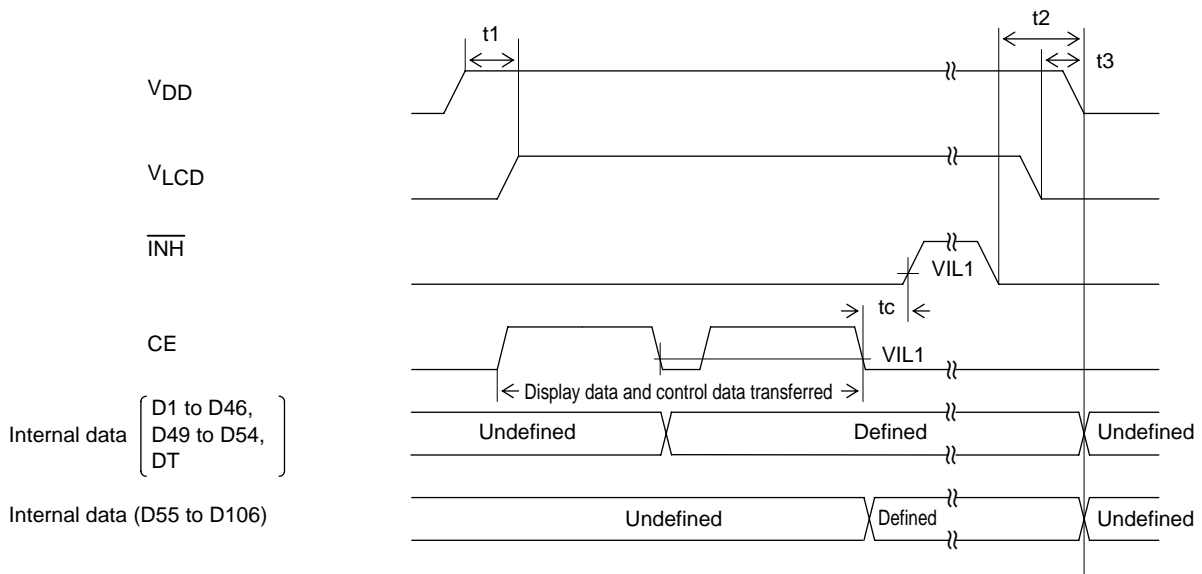 t1
t2
t3
VDD
VLCD
INH
VIL1
tc
CE
VIL1
Display data and control data transferred
Internal data
D1 to D46,
D49 to D54,
DT
Undefined
Defined
Undefined
Internal data (D55 to D106)
Undefined
Defined
Undefined